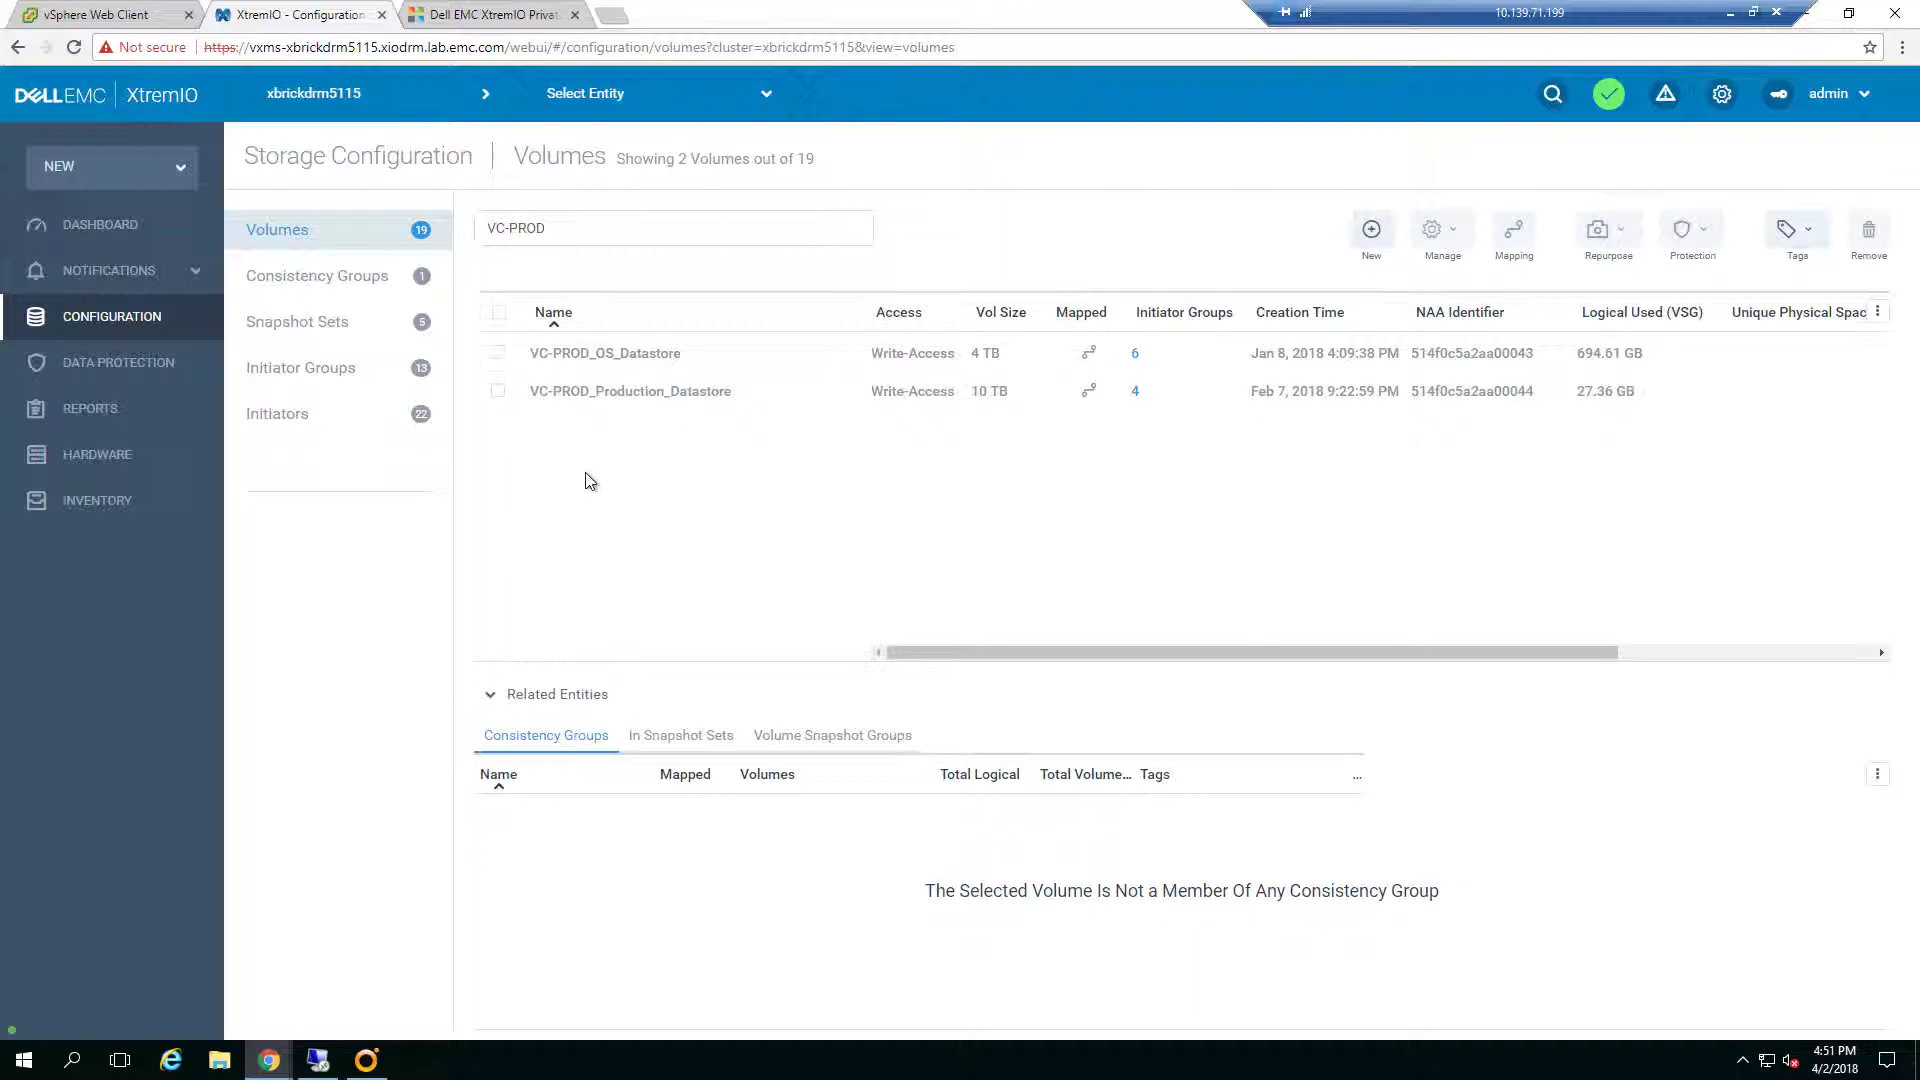 vSphere Web Client
XtremIO - Configuration
Dell EMC XtremIO Privat
10.139.71.199
Not secure
https://vxms-xbrickdrm5115.xiodrm.lab.emc.com/webui/#/configuration/volumes?cluster=xbrickdrm5115&view=volumes
DELLEMC XtremIO
xbrickdrm5115
Select Entity
admin
NEW
DASHBOARD
NOTIFICATIONS
CONFIGURATION
DATA PROTECTION
REPORTS
HARDWARE
INVENTORY
Storage Configuration Volumes Showing 2 Volumes out of 19
Volumes 19
Consistency Groups 1
Snapshot Sets 5
Initiator Groups 13
Initiators 22
VC-PROD
New Manage Mapping Repurpose Protection Tags Remove
Name Access Vol Size Mapped Initiator Groups Creation Time NAA Identifier Logical Used (VSG) Unique Physical Spac
VC-PROD_OS_Datastore Write-Access 4 TB 6 Jan 8, 2018 4:09:38 PM 514f0c5a2aa00043 694.61 GB
VC-PROD_Production_Datastore Write-Access 10 TB 4 Feb 7, 2018 9:22:59 PM 514f0c5a2aa00044 27.36 GB
Related Entities
Consistency Groups In Snapshot Sets Volume Snapshot Groups
Name Mapped Volumes Total Logical Total Volume... Tags ...
The Selected Volume Is Not a Member Of Any Consistency Group
4:51 PM
4/2/2018